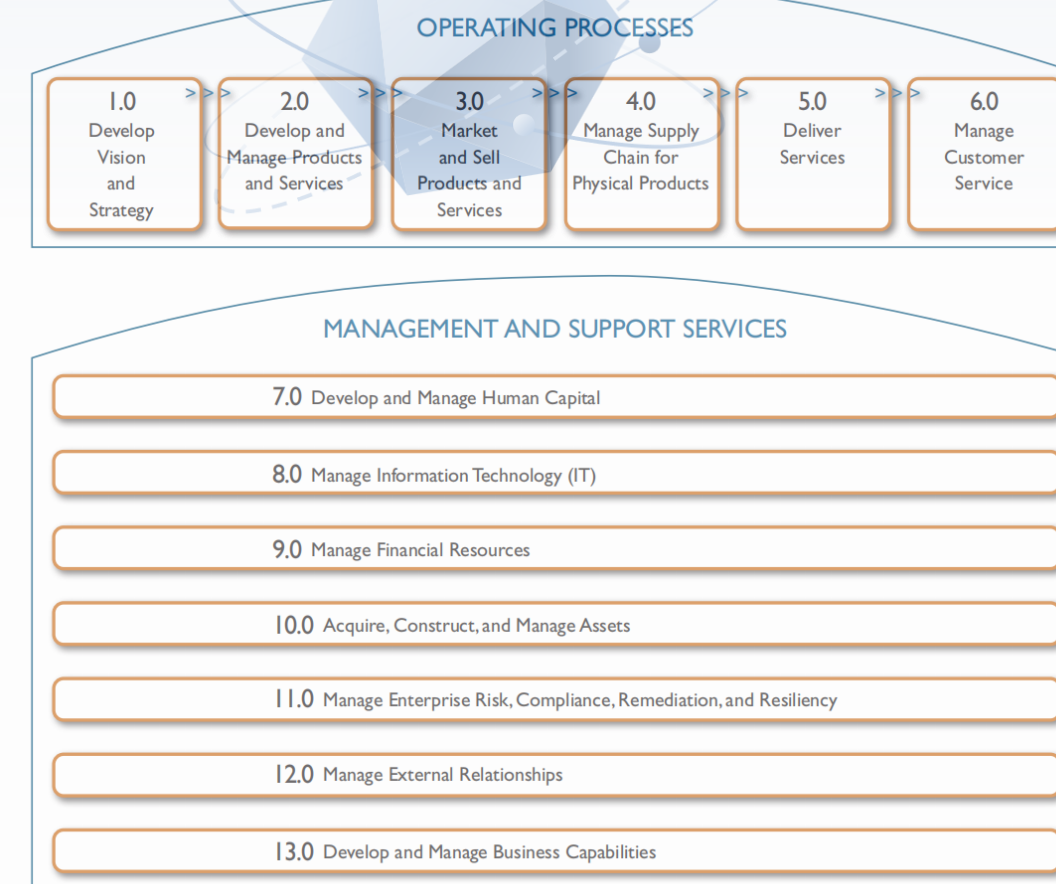 OPERATING PROCESSES
1.0
Develop
Vision
and
Strategy
> > >
2.0
Develop and
Manage Products
and Services
> > >
3.0
Market
and Sell
Products and
Services
> > >
4.0
Manage Supply
Chain for
Physical Products
> > >
5.0
Deliver
Services
> > >
6.0
Manage
Customer
Service
MANAGEMENT AND SUPPORT SERVICES
7.0 Develop and Manage Human Capital
8.0 Manage Information Technology (IT)
9.0 Manage Financial Resources
10.0 Acquire, Construct, and Manage Assets
11.0 Manage Enterprise Risk, Compliance, Remediation, and Resiliency
12.0 Manage External Relationships
13.0 Develop and Manage Business Capabilities